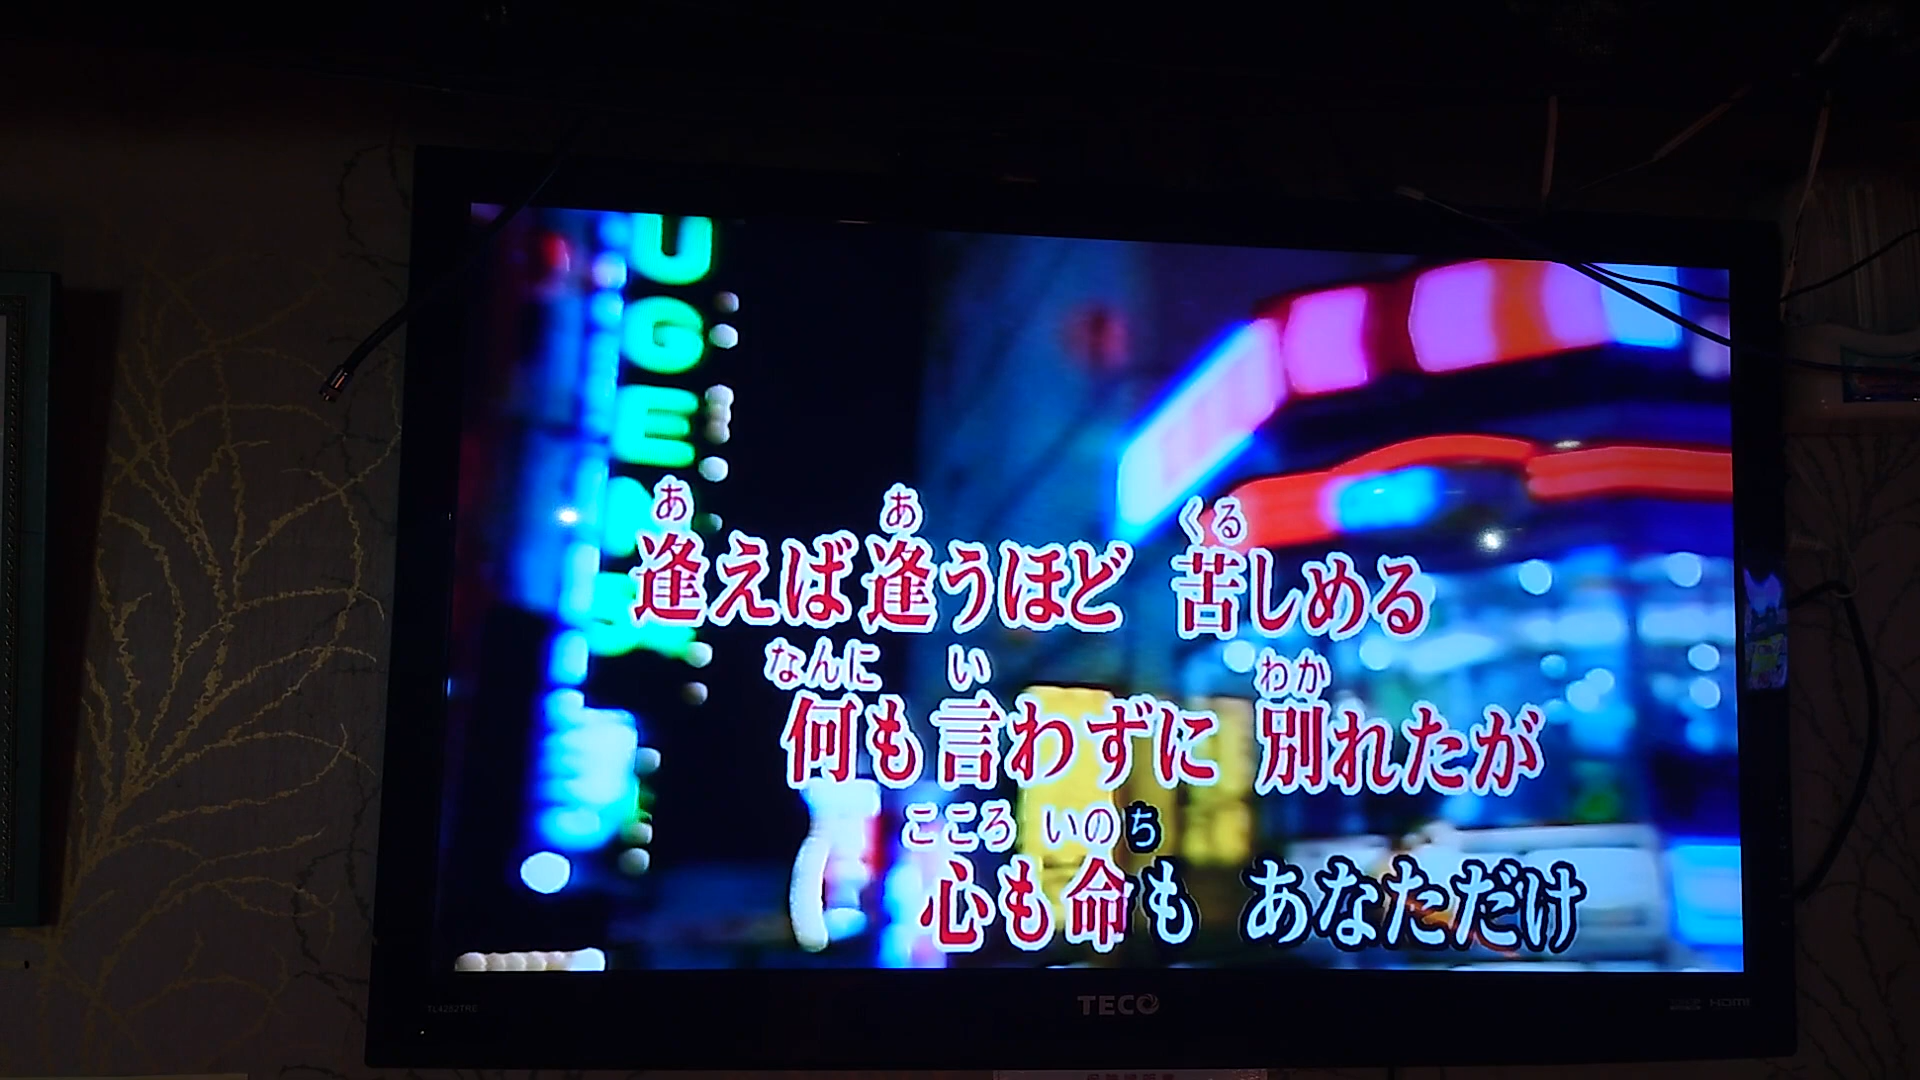 UGE
あ あ くる
逢えば逢うほど 苦しめる
なんに い わか
何も言わずに 別れたが
こころ いのち
心も命も あなただけ
TECO
HDMI